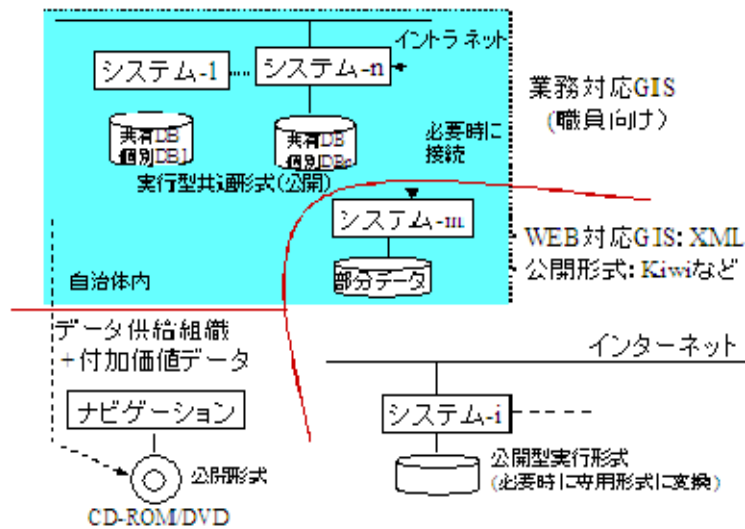 イントラネット
システム-1
システム-n
業務対応GIS
(職員向け)
共有DB
個別DB1
共有DB
個別DBn
必要時に
接続
実行型共通形式(公開)
システム-m
WEB対応GIS: XML
公開形式: Kiwiなど
部分データ
自治体内
データ供給組織
+付加価値データ
インターネット
ナビゲーション
システム-i
公開形式
公開型実行形式
(必要時に専用形式に変換)
CD-ROM/DVD